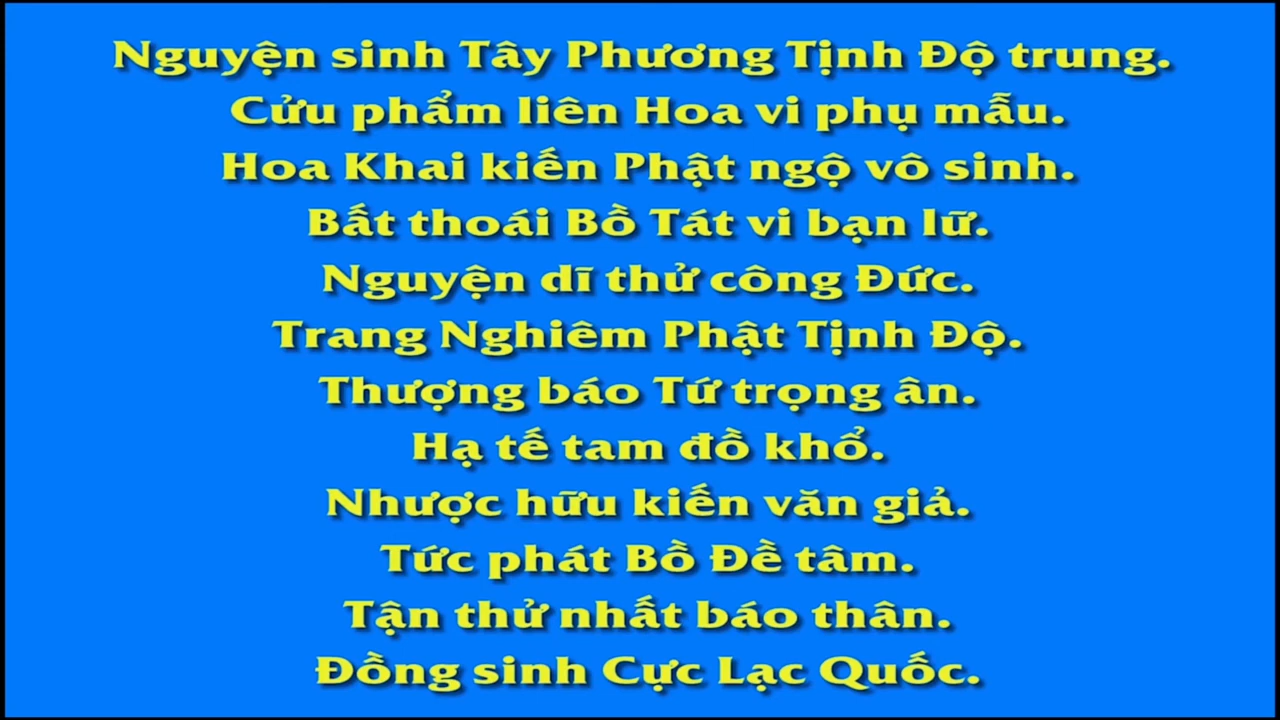 Nguyện sinh Tây Phương Tịnh Độ trung.
Cửu phẩm liên Hoa vi phụ mẫu.
Hoa Khai kiến Phật ngộ vô sinh.
Bất thoái Bồ Tát vi bạn lữ.
Nguyện dĩ thử công Đức.
Trang Nghiêm Phật Tịnh Độ.
Thượng báo Tứ trọng ân.
Hạ tế tam đồ khổ.
Nhược hữu kiến văn giả.
Tức phát Bồ Đề tâm.
Tận thử nhất báo thân.
Đồng sinh Cực Lạc Quốc.